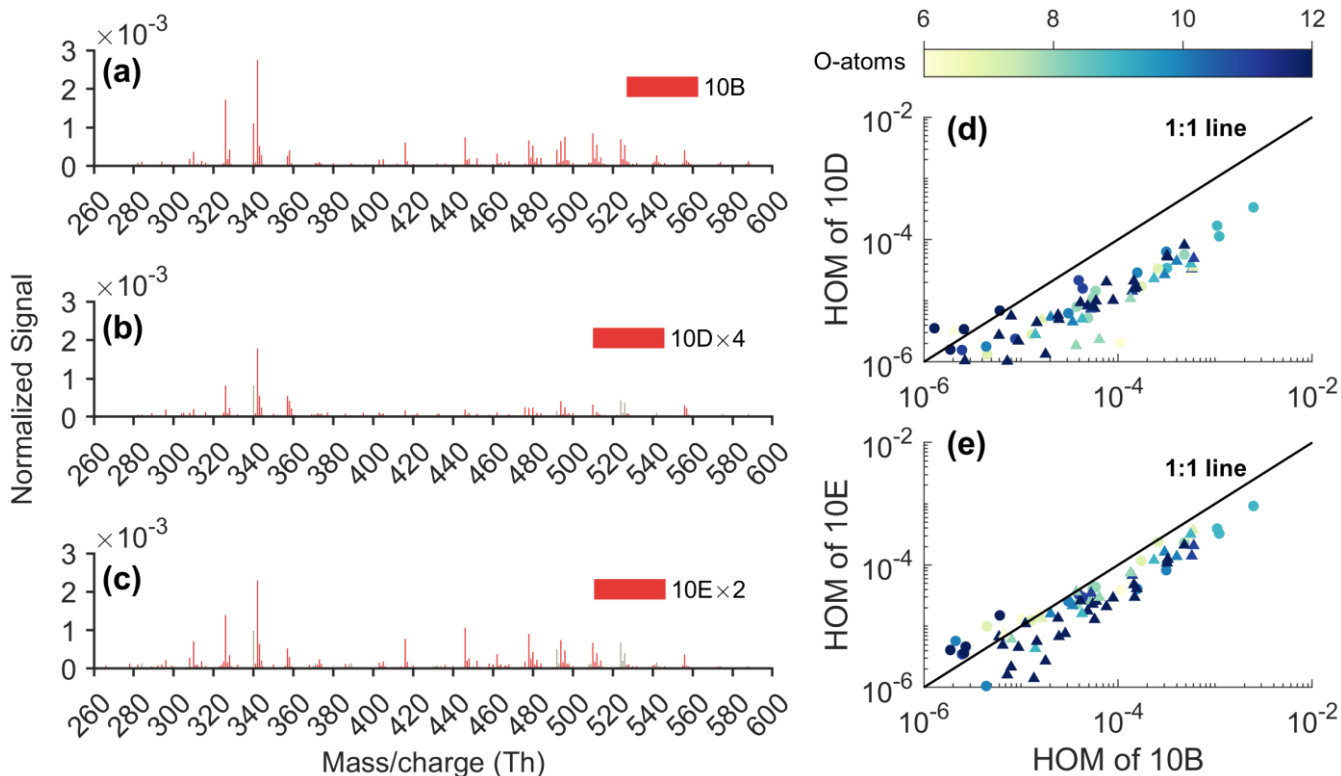 ×10⁻³
3
2
1
0
(a)
10B
260 280 300 320 340 360 380 400 420 440 460 480 500 520 540 560 580 600
×10⁻³
3
2
1
0
(b)
10D×4
260 280 300 320 340 360 380 400 420 440 460 480 500 520 540 560 580 600
×10⁻³
3
2
1
0
(c)
10E×2
260 280 300 320 340 360 380 400 420 440 460 480 500 520 540 560 580 600
Normalized Signal
Mass/charge (Th)
6 8 10 12
O-atoms
(d)
1:1 line
10⁻²
10⁻⁴
10⁻⁶
HOM of 10D
10⁻⁶ 10⁻⁴ 10⁻²
(e)
1:1 line
10⁻²
10⁻⁴
10⁻⁶
HOM of 10E
10⁻⁶ 10⁻⁴ 10⁻²
HOM of 10B